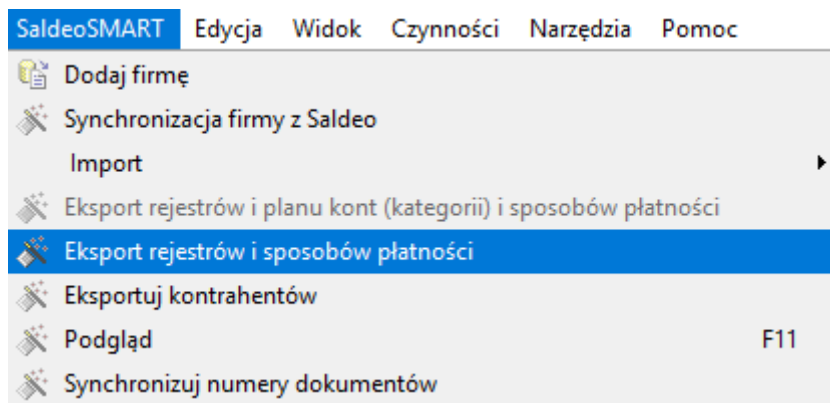 SaldeoSMART Edycja Widok Czynności Narzędzia Pomoc
Dodaj firmę
Synchronizacja firmy z Saldeo
Import
Eksport rejestrów i planu kont (kategorii) i sposobów płatności
Eksport rejestrów i sposobów płatności
Eksportuj kontrahentów
Podgląd F11
Synchronizuj numery dokumentów